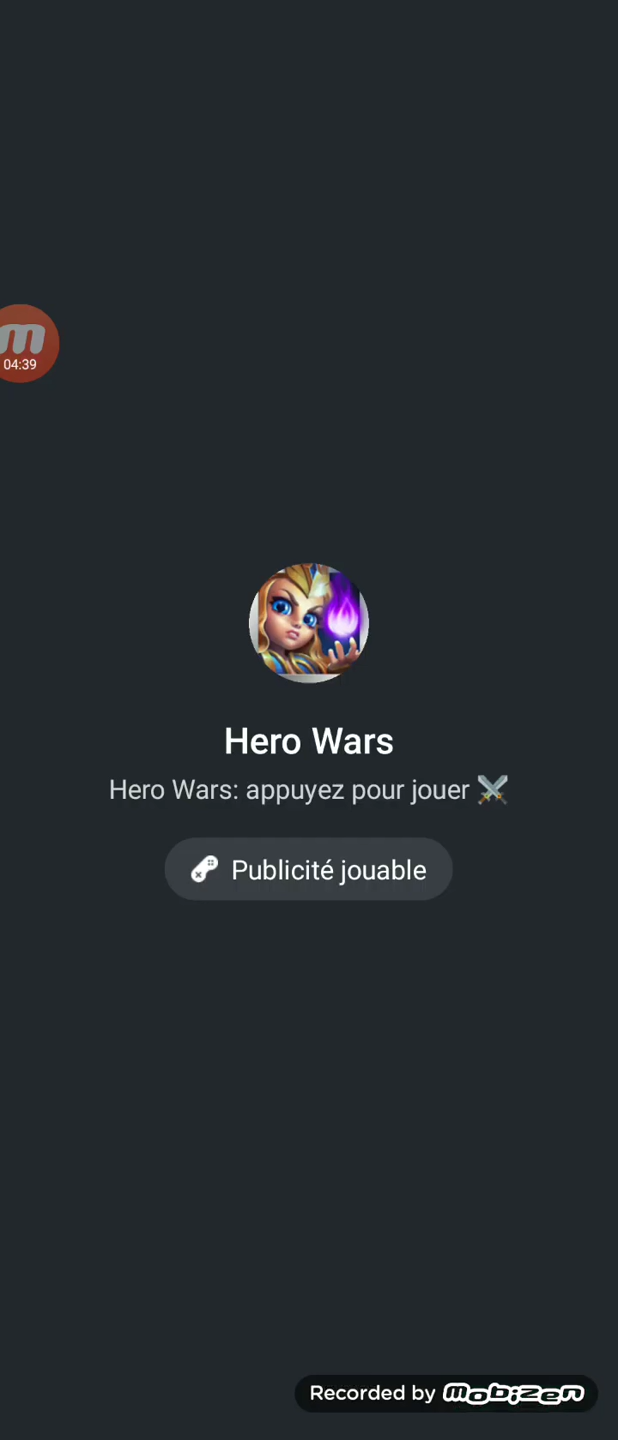 m
04:39
Hero Wars
Hero Wars: appuyez pour jouer ⚔️
Publicité jouable
Recorded by mobizen